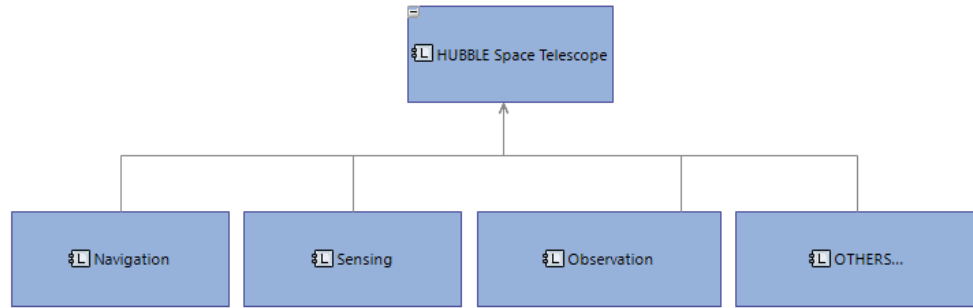 HUBBLE Space Telescope
Navigation
Sensing
Observation
OTHERS...